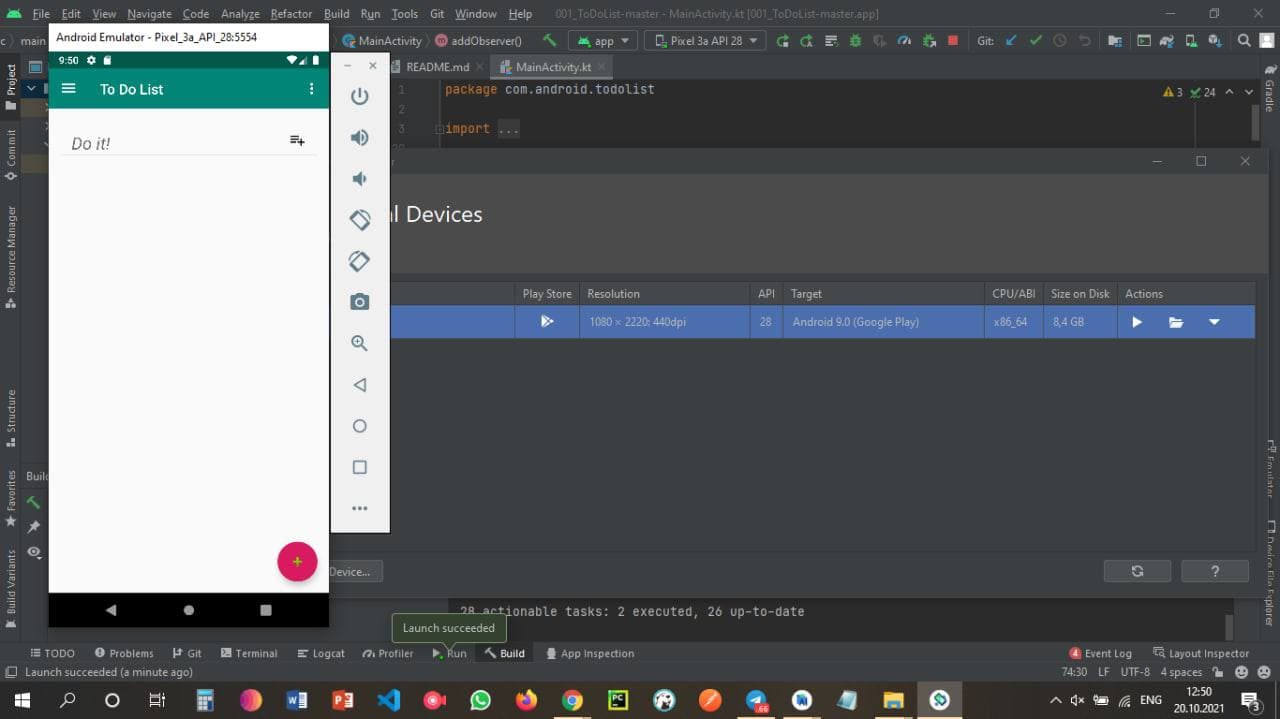 File Edit View Navigate Code Analyze Refactor Build Run Tools Git Window Help 001_ToDoList-master - MainActivity.kt [001_ToDoList-master.app]
main MainActivity addObserver() app Pixel 3a API 28 Git:
Android Emulator - Pixel_3a_API_28:5554
9:50
To Do List
Do it!
README.md MainActivity.kt
1 package com.android.todolist
2
3 import ...
3 24
l Devices
Play Store Resolution API Target CPU/ABI Size on Disk Actions
1080 × 2220: 440dpi 28 Android 9.0 (Google Play) x86_64 8,4 GB
Device...
?
Project
Commit
Resource Manager
Structure
Favorites
Build Variants
Build
Gradle
Emulator
Device File Explorer
28 actionable tasks: 2 executed, 26 up-to-date
Launch succeeded
TODO Problems Git Terminal Logcat Profiler Run Build App Inspection 4 Event Log Layout Inspector
Launch succeeded (a minute ago) 74:30 LF UTF-8 4 spaces
ENG 12:50
20.10.2021